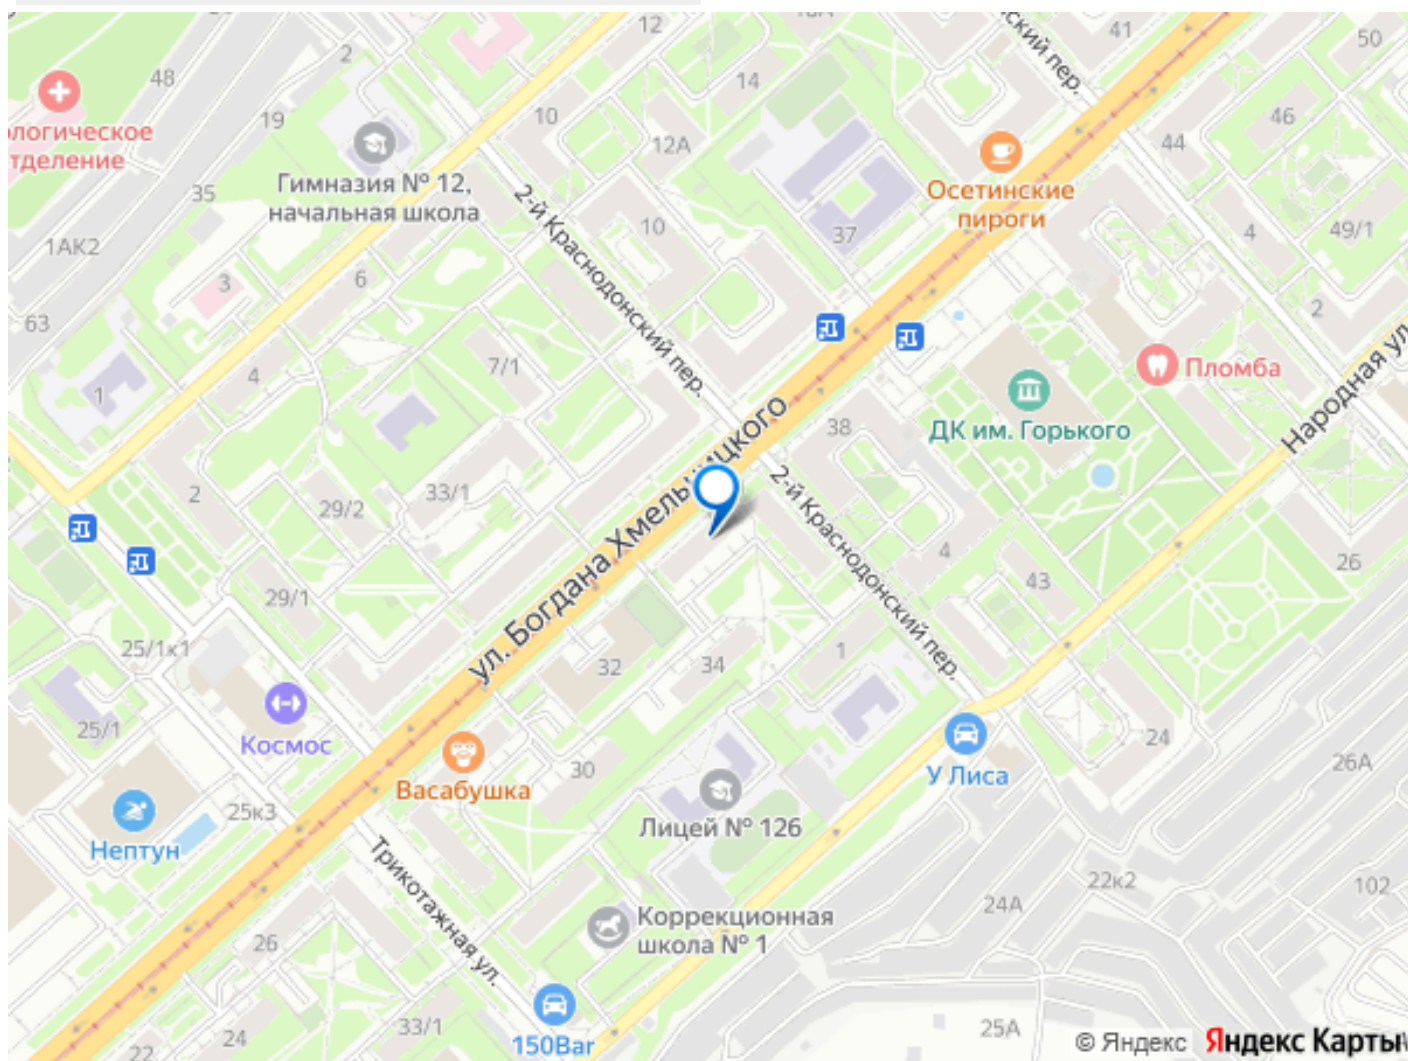 12
41
50
2
48
14
10
19
12А
46
44
логическое
тделение
Гимназия № 12,
начальная школа
35
2-й Краснодонский пер.
Осетинские
пироги
10
37
4
49/1
1АК2
3
6
63
2
4
7/1
Пломба
1
ул. Богдана Хмельницкого
38
ДК им. Горького
Народная ул.
2
33/1
29/2
2-й Краснодонский пер.
4
43
26
29/1
25/1к1
32
34
1
25/1
Космос
24
30
26А
Васабушка
У Лиса
25к3
Лицей № 126
Нептун
Трикотажная ул.
22к2
102
24А
Коррекционная
школа № 1
26
33/1
24
22
150Bar
25А
© Яндекс
Яндекс Карты